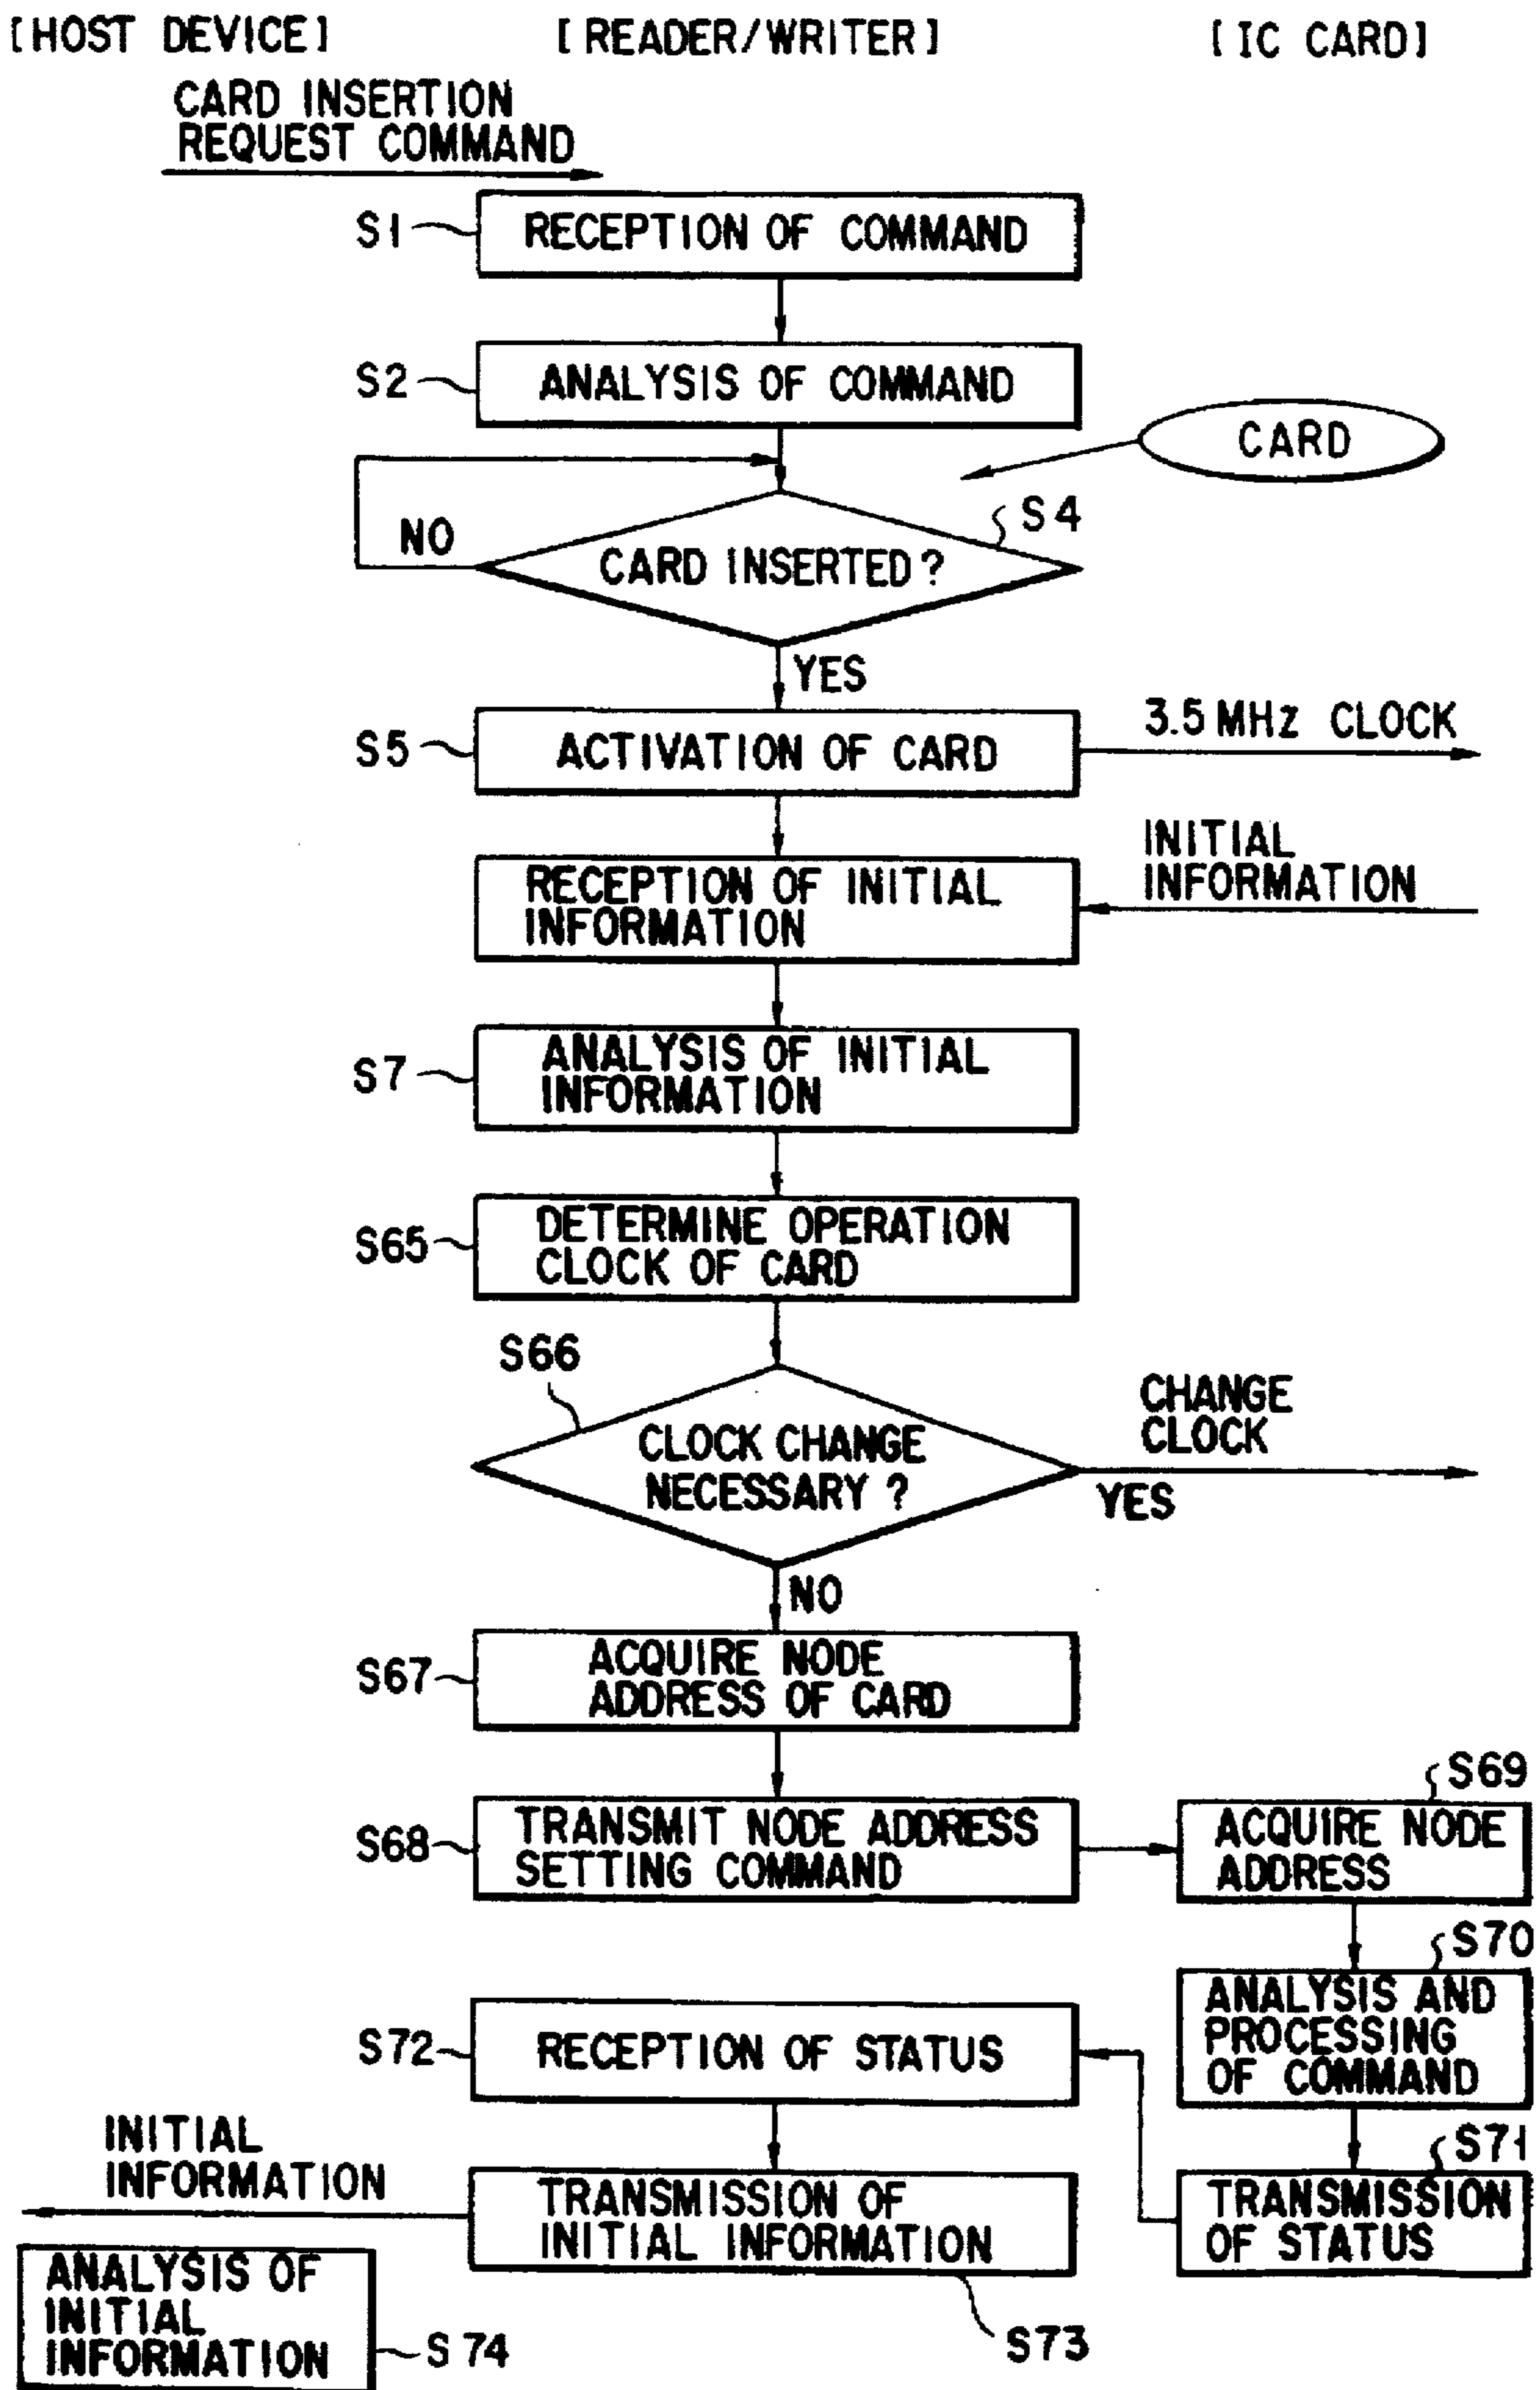 [HOST DEVICE]
[READER/WRITER]
[IC CARD]
CARD INSERTION
REQUEST COMMAND
S1
RECEPTION OF COMMAND
S2
ANALYSIS OF COMMAND
CARD
S4
NO
CARD INSERTED?
YES
S5
ACTIVATION OF CARD
3.5 MHz CLOCK
RECEPTION OF INITIAL
INFORMATION
INITIAL
INFORMATION
S7
ANALYSIS OF INITIAL
INFORMATION
S65
DETERMINE OPERATION
CLOCK OF CARD
S66
CLOCK CHANGE
NECESSARY?
CHANGE
CLOCK
YES
NO
S67
ACQUIRE NODE
ADDRESS OF CARD
S68
TRANSMIT NODE ADDRESS
SETTING COMMAND
S69
ACQUIRE NODE
ADDRESS
S70
ANALYSIS AND
PROCESSING
OF COMMAND
S72
RECEPTION OF STATUS
S71
TRANSMISSION
OF STATUS
INITIAL
INFORMATION
TRANSMISSION OF
INITIAL INFORMATION
S73
ANALYSIS OF
INITIAL
INFORMATION
S74